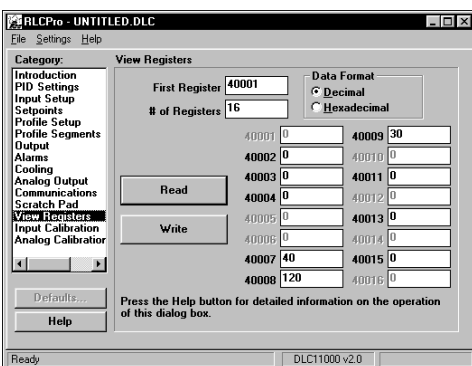 RLCPro - UNTITLED.DLC
File Settings Help
Category:
Introduction
PID Settings
Input Setup
Setpoints
Profile Setup
Profile Segments
Output
Alarms
Cooling
Analog Output
Communications
Scratch Pad
View Registers
Input Calibration
Analog Calibration
Defaults...
Help
View Registers
First Register 40001
# of Registers 16
Data Format
Decimal
Hexadecimal
Read
Write
40001 0
40002 0
40003 0
40004 0
40005 0
40006 0
40007 40
40008 120
40009 30
40010 0
40011 0
40012 0
40013 0
40014 0
40015 0
40016 0
Press the Help button for detailed information on the operation
of this dialog box.
Ready
DLC11000 v2.0